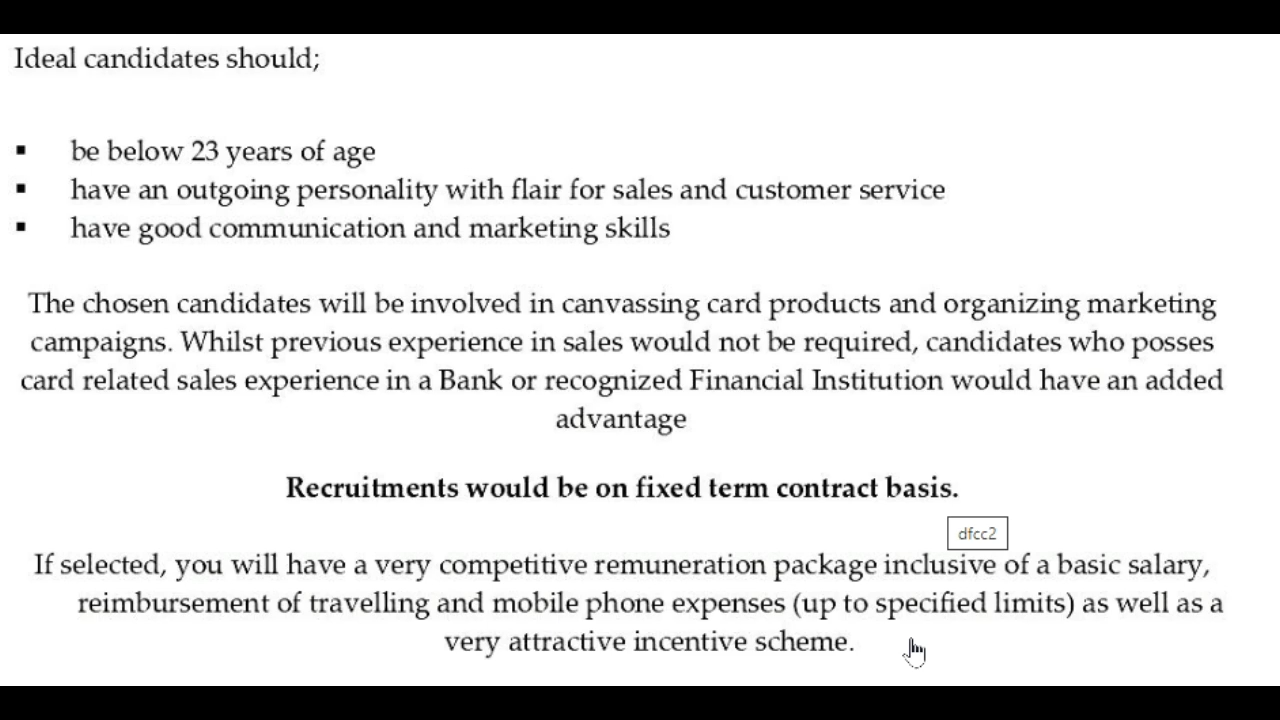 Ideal candidates should;
▪ be below 23 years of age
▪ have an outgoing personality with flair for sales and customer service
▪ have good communication and marketing skills
The chosen candidates will be involved in canvassing card products and organizing marketing
campaigns. Whilst previous experience in sales would not be required, candidates who posses
card related sales experience in a Bank or recognized Financial Institution would have an added
advantage
Recruitments would be on fixed term contract basis.
dfcc2
If selected, you will have a very competitive remuneration package inclusive of a basic salary,
reimbursement of travelling and mobile phone expenses (up to specified limits) as well as a
very attractive incentive scheme.